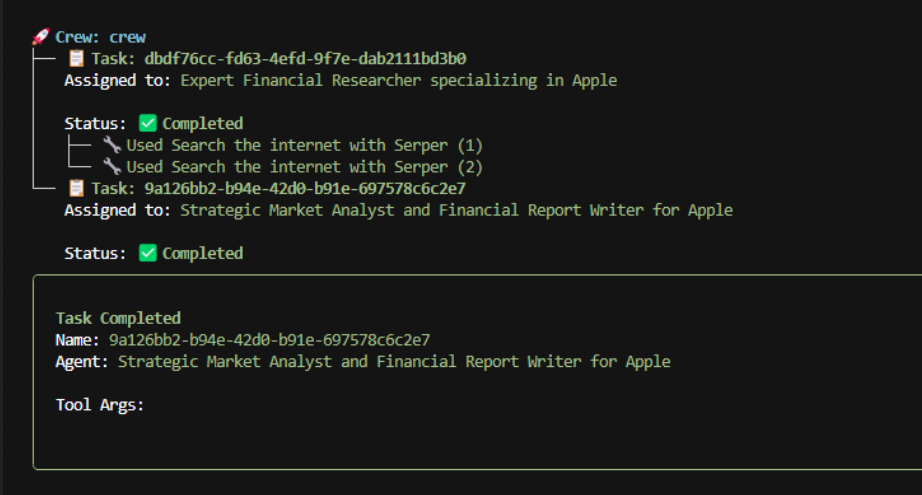 🚀 Crew: crew
📋 Task: dbdf76cc-fd63-4efd-9f7e-dab2111bd3b0
Assigned to: Expert Financial Researcher specializing in Apple
Status: ✅ Completed
🔧 Used Search the internet with Serper (1)
🔧 Used Search the internet with Serper (2)
📋 Task: 9a126bb2-b94e-42d0-b91e-697578c6c2e7
Assigned to: Strategic Market Analyst and Financial Report Writer for Apple
Status: ✅ Completed
Task Completed
Name: 9a126bb2-b94e-42d0-b91e-697578c6c2e7
Agent: Strategic Market Analyst and Financial Report Writer for Apple
Tool Args: